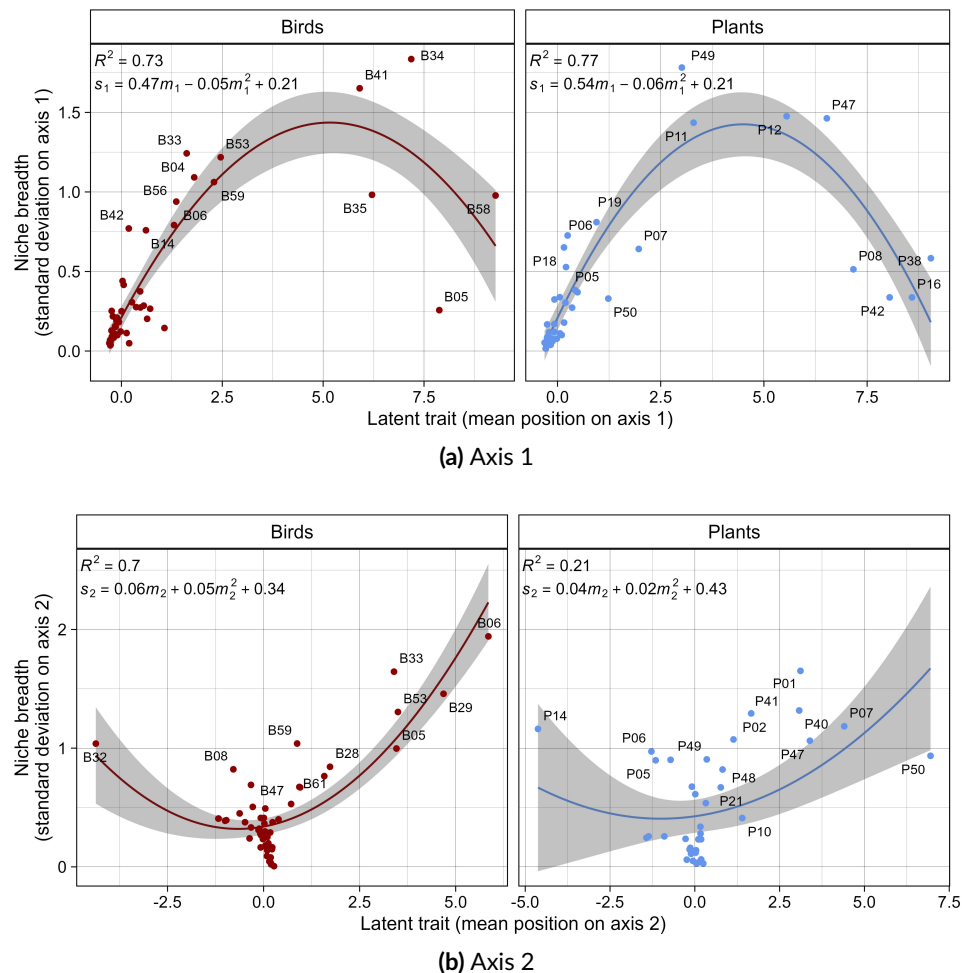 Birds
Plants
R² = 0.73
s₁ = 0.47m₁ − 0.05m₁² + 0.21
R² = 0.77
s₁ = 0.54m₁ − 0.06m₁² + 0.21
B34
B41
B33
B53
B04
B56
B59
B42
B06
B14
B35
B58
B05
P49
P47
P11
P12
P19
P06
P07
P18
P05
P50
P08
P38
P16
P42
1.5
1.0
0.5
0.0
Niche breadth
(standard deviation on axis 1)
0.0 2.5 5.0 7.5
0.0 2.5 5.0 7.5
Latent trait (mean position on axis 1)
(a) Axis 1
Birds
Plants
R² = 0.7
s₂ = 0.06m₂ + 0.05m₂² + 0.34
R² = 0.21
s₂ = 0.04m₂ + 0.02m₂² + 0.43
B06
B33
B29
B53
B05
B59
B28
B32
B08
B61
B47
P01
P41
P14
P07
P40
P02
P06
P49
P47
P05
P48
P50
P21
P10
2
1
0
Niche breadth
(standard deviation on axis 2)
-2.5 0.0 2.5 5.0
-5.0 -2.5 0.0 2.5 5.0 7.5
Latent trait (mean position on axis 2)
(b) Axis 2